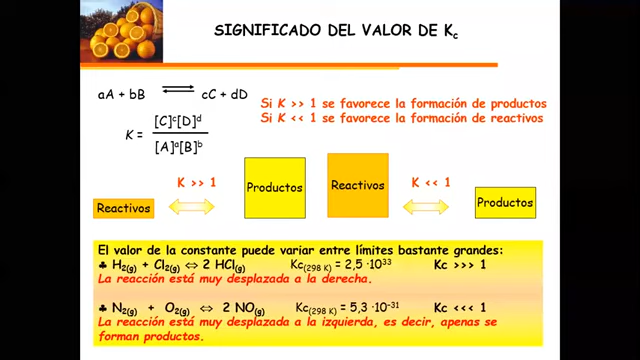 SIGNIFICADO DEL VALOR DE Kc
aA + bB ⇌ cC + dD
Si K >> 1 se favorece la formación de productos
Si K << 1 se favorece la formación de reactivos
K = [C]ᶜ[D]ᵈ
[A]ᵃ[B]ᵇ
Reactivos
K >> 1
Productos
Reactivos
K << 1
Productos
El valor de la constante puede variar entre límites bastante grandes:
♣ H₂(g) + Cl₂(g) ⇔ 2 HCl(g) Kc(298 K) = 2,5 ·10³³ Kc >>> 1
La reacción está muy desplazada a la derecha.
♣ N₂(g) + O₂(g) ⇔ 2 NO(g) Kc(298 K) = 5,3 ·10⁻³¹ Kc <<< 1
La reacción está muy desplazada a la izquierda, es decir, apenas se
forman productos.